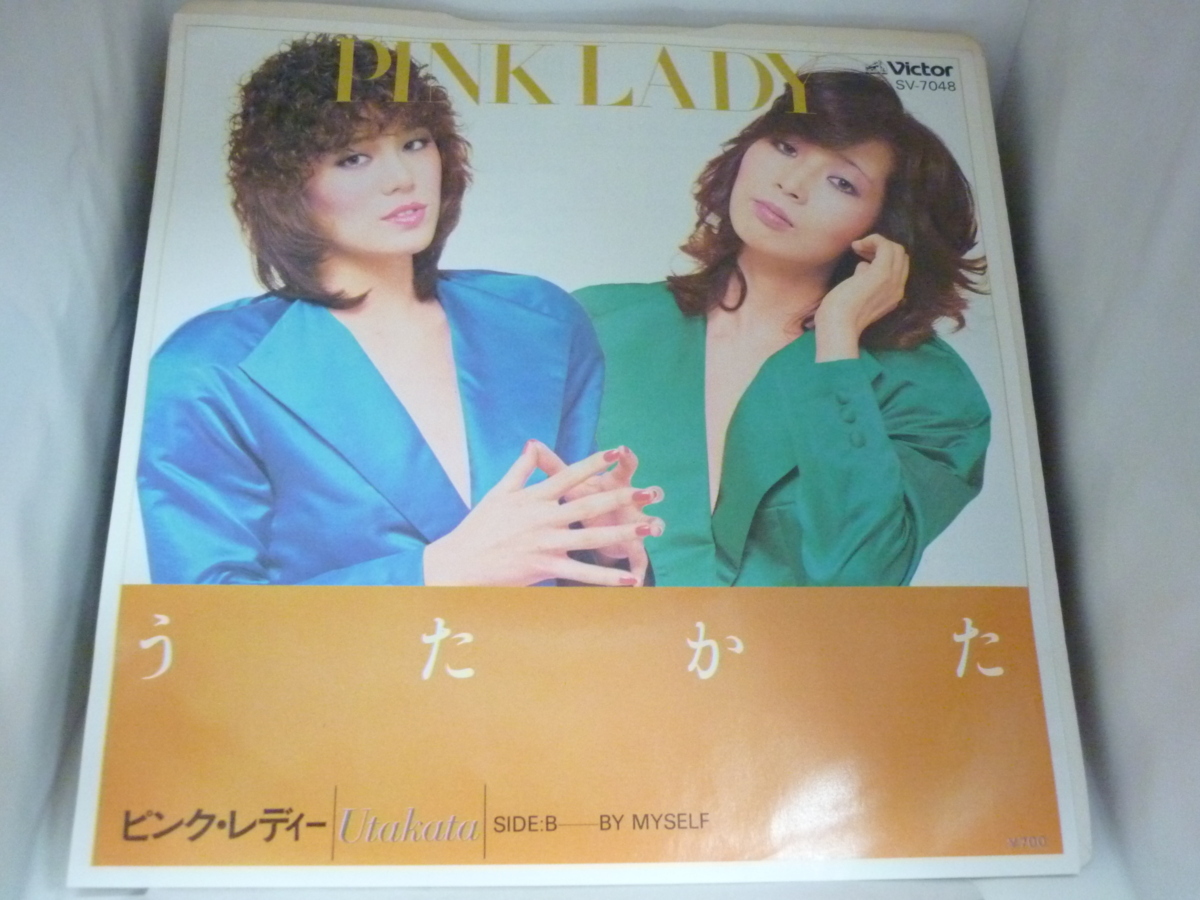 PINK LADY
Victor
SV-7048
うたかた
ピンク・レディー
Utakata
SIDE:B——BY MYSELF
¥700